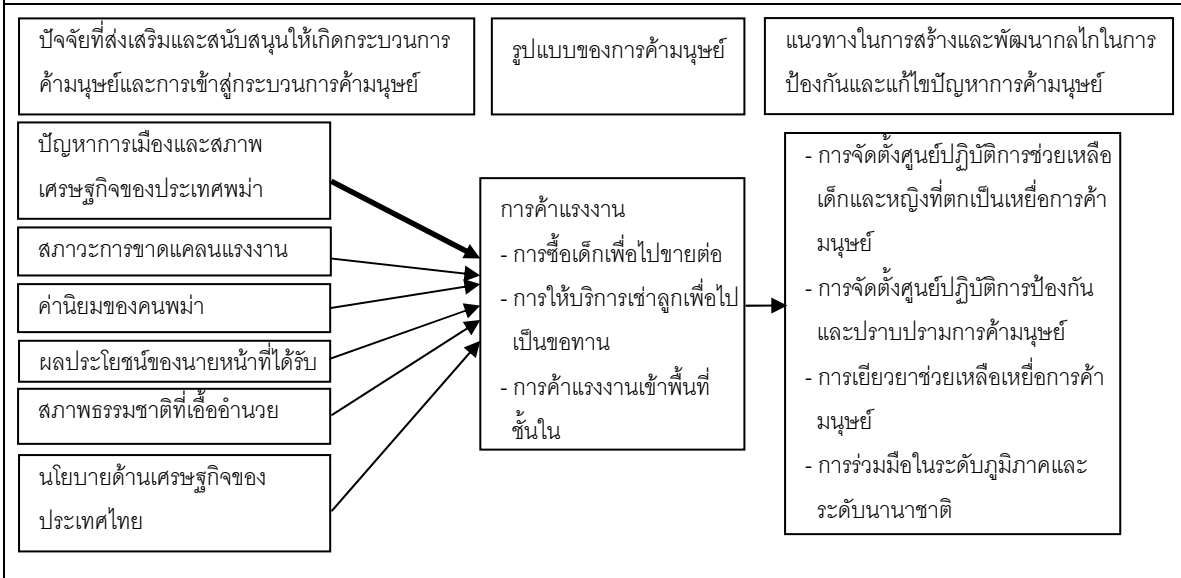 ปัจจัยที่ส่งเสริมและสนับสนุนให้เกิดกระบวนการ
ค้ามนุษย์และการเข้าสู่กระบวนการค้ามนุษย์
รูปแบบของการค้ามนุษย์
แนวทางในการสร้างและพัฒนากลไกในการ
ป้องกันและแก้ไขปัญหาการค้ามนุษย์
ปัญหาการเมืองและสภาพ
เศรษฐกิจของประเทศพม่า
สภาวะการขาดแคลนแรงงาน
ค่านิยมของคนพม่า
ผลประโยชน์ของนายหน้าที่ได้รับ
สภาพธรรมชาติที่เอื้ออำนวย
นโยบายด้านเศรษฐกิจของ
ประเทศไทย
การค้าแรงงาน
- การซื้อเด็กเพื่อไปขายต่อ
- การให้บริการเช่าลูกเพื่อไป
เป็นขอทาน
- การค้าแรงงานเข้าพื้นที่
ชั้นใน
- การจัดตั้งศูนย์ปฏิบัติการช่วยเหลือ
เด็กและหญิงที่ตกเป็นเหยื่อการค้า
มนุษย์
- การจัดตั้งศูนย์ปฏิบัติการป้องกัน
และปราบปรามการค้ามนุษย์
- การเยียวยาช่วยเหลือเหยื่อการค้า
มนุษย์
- การร่วมมือในระดับภูมิภาคและ
ระดับนานาชาติ